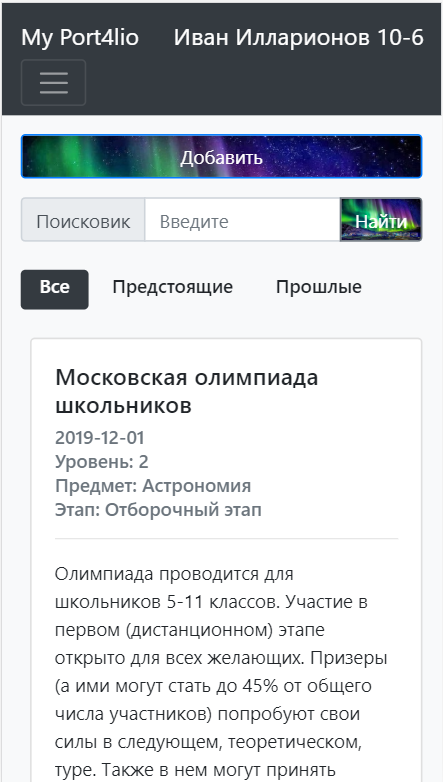 My Port4lio Иван Илларионов 10-6
Добавить
Поисковик Введите Найти
Все Предстоящие Прошлые
Московская олимпиада
школьников
2019-12-01
Уровень: 2
Предмет: Астрономия
Этап: Отборочный этап
Олимпиада проводится для
школьников 5-11 классов. Участие в
первом (дистанционном) этапе
открыто для всех желающих. Призеры
(а ими могут стать до 45% от общего
числа участников) попробуют свои
силы в следующем, теоретическом,
туре. Также в нем могут принять